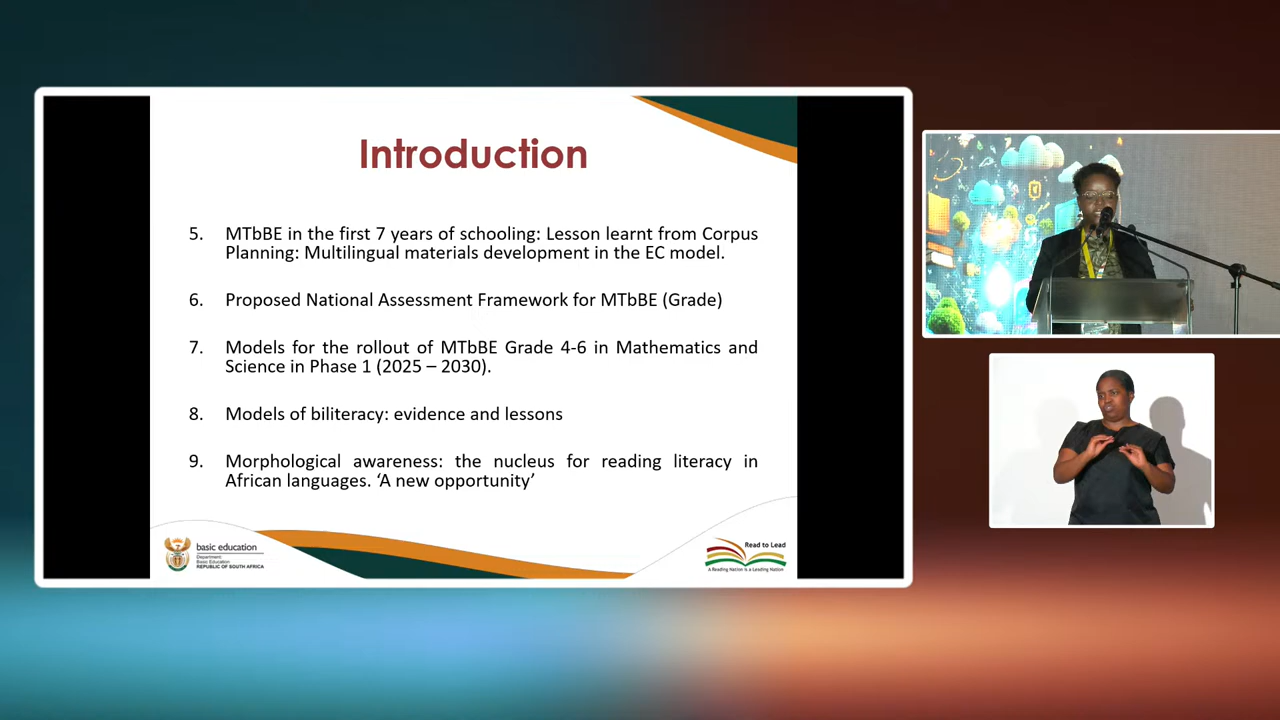 Introduction
5. MTbBE in the first 7 years of schooling: Lesson learnt from Corpus
Planning: Multilingual materials development in the EC model.
6. Proposed National Assessment Framework for MTbBE (Grade)
7. Models for the rollout of MTbBE Grade 4-6 in Mathematics and
Science in Phase 1 (2025 – 2030).
8. Models of biliteracy: evidence and lessons
9. Morphological awareness: the nucleus for reading literacy in
African languages. ‘A new opportunity’
basic education
Department:
Basic Education
REPUBLIC OF SOUTH AFRICA
Read to Lead
A Reading Nation is a Leading Nation